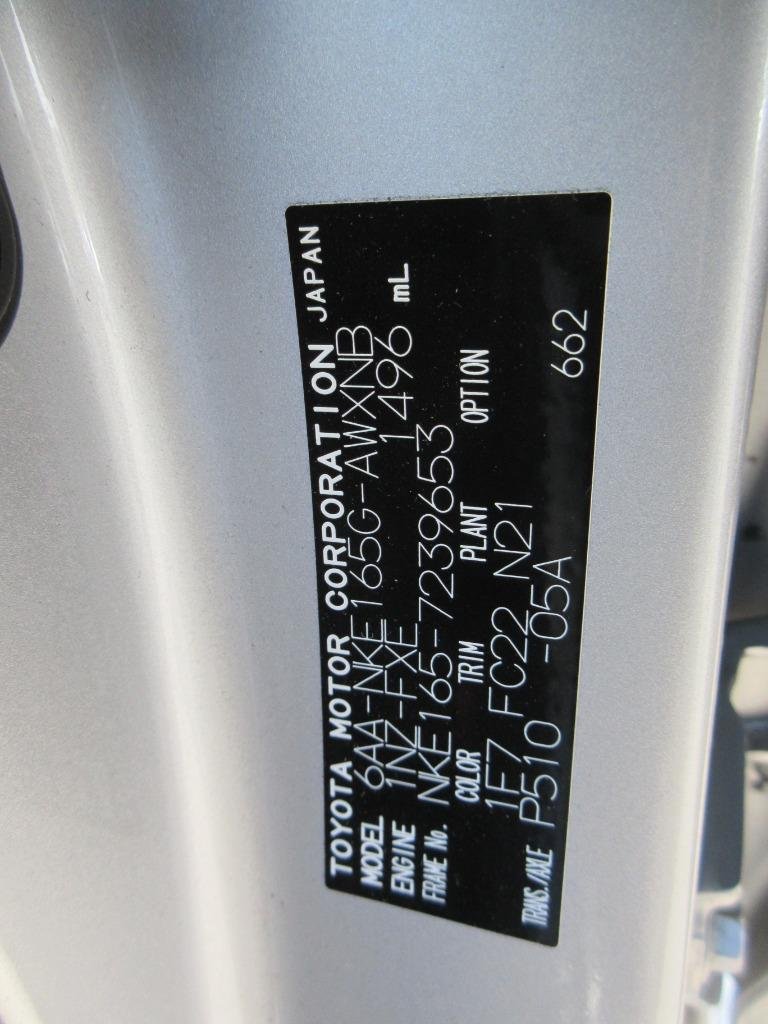 TOYOTA MOTOR CORPORATION JAPAN
MODEL 6AA-NKE165G-AWXNB
ENGINE 1NZ-FXE 1496 mL
FRAME No. NKE165-7239653
COLOR TRIM PLANT OPTION
1F7 FC22 N21
TRANS./AXLE P510 -05A 662